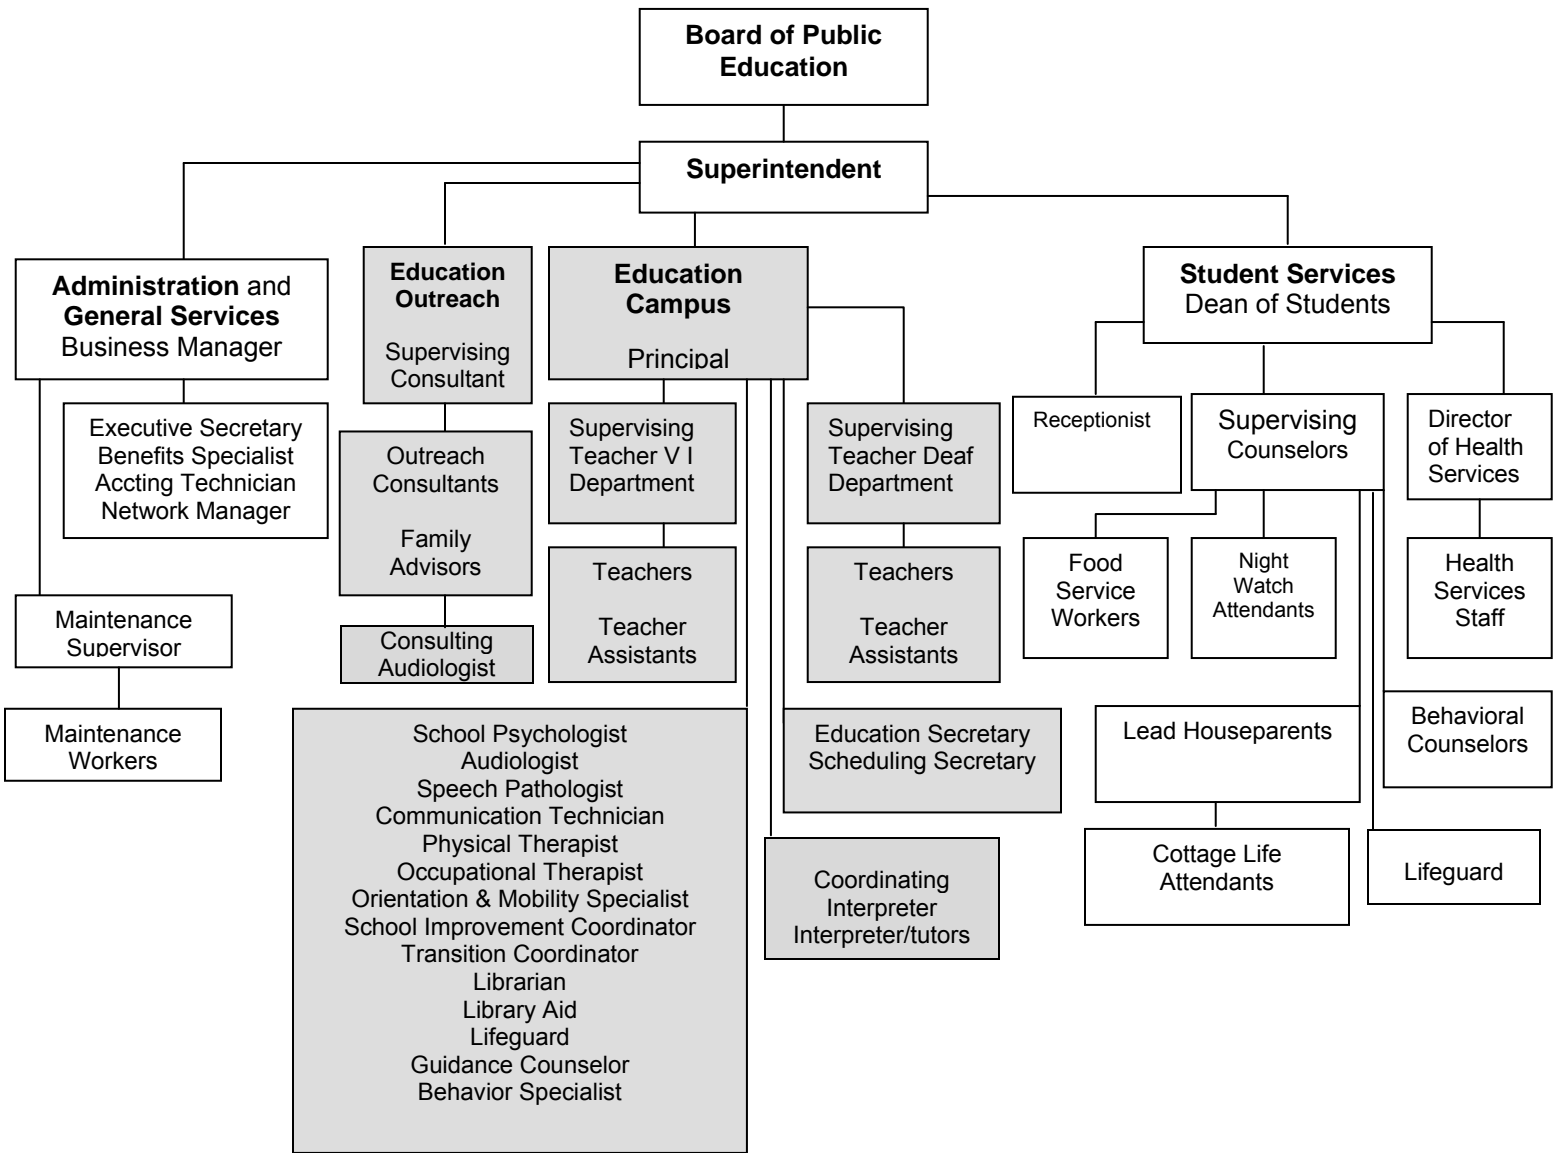 Board of Public
Education
Superintendent
Administration and
General Services
Business Manager
Executive Secretary
Benefits Specialist
Accting Technician
Network Manager
Maintenance
Supervisor
Maintenance
Workers
Education
Outreach
Supervising
Consultant
Outreach
Consultants
Family
Advisors
Consulting
Audiologist
Education
Campus
Principal
Supervising
Teacher V I
Department
Teachers
Teacher
Assistants
Supervising
Teacher Deaf
Department
Teachers
Teacher
Assistants
School Psychologist
Audiologist
Speech Pathologist
Communication Technician
Physical Therapist
Occupational Therapist
Orientation & Mobility Specialist
School Improvement Coordinator
Transition Coordinator
Librarian
Library Aid
Lifeguard
Guidance Counselor
Behavior Specialist
Education Secretary
Scheduling Secretary
Coordinating
Interpreter
Interpreter/tutors
Student Services
Dean of Students
Receptionist
Supervising
Counselors
Director
of Health
Services
Food
Service
Workers
Night
Watch
Attendants
Health
Services
Staff
Lead Houseparents
Behavioral
Counselors
Cottage Life
Attendants
Lifeguard